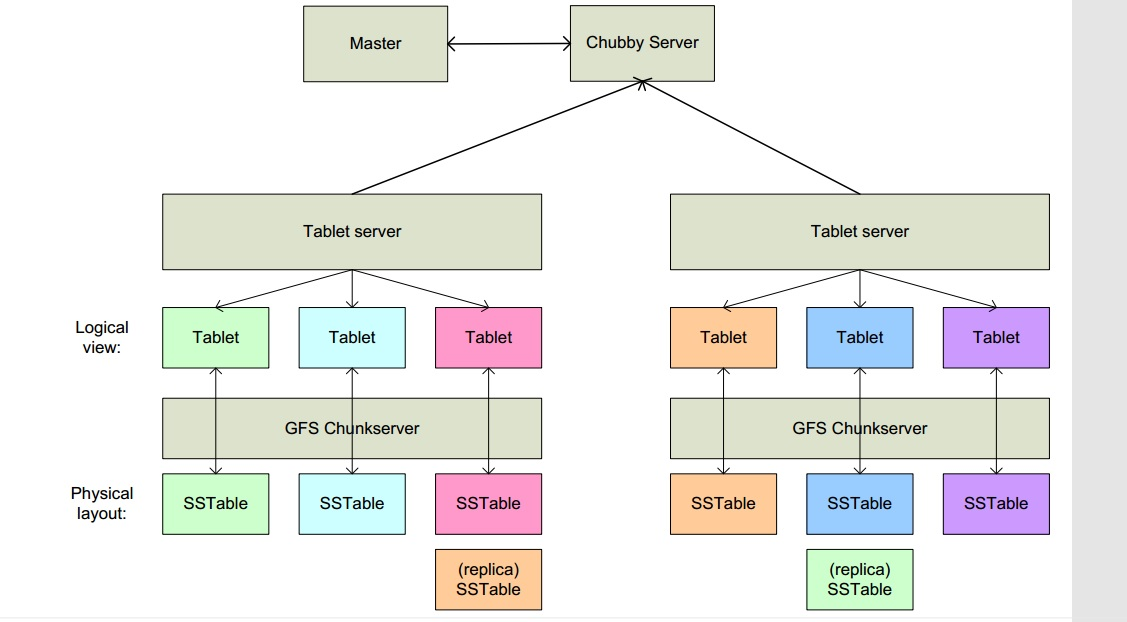 Master
Chubby Server
Tablet server
Tablet server
Logical
view:
Tablet
Tablet
Tablet
Tablet
Tablet
Tablet
GFS Chunkserver
GFS Chunkserver
Physical
layout:
SSTable
SSTable
SSTable
SSTable
SSTable
SSTable
(replica)
SSTable
(replica)
SSTable